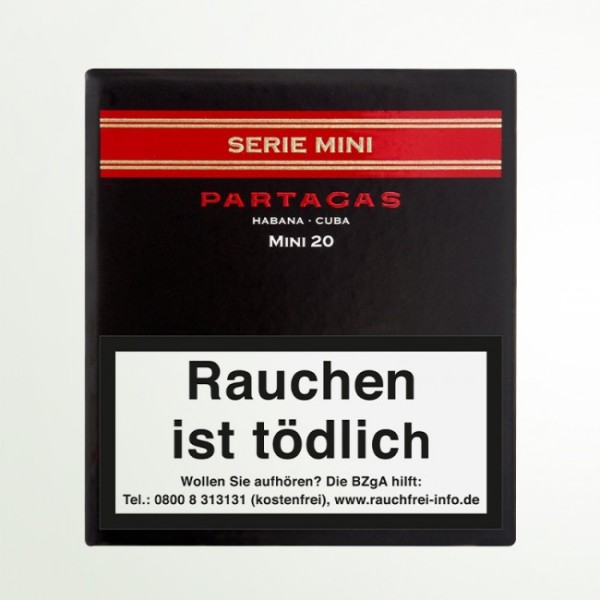 SERIE MINI
PARTAGAS
HABANA · CUBA
MINI 20
Rauchen
ist tödlich
Wollen Sie aufhören? Die BZgA hilft:
Tel.: 0800 8 313131 (kostenfrei), www.rauchfrei-info.de